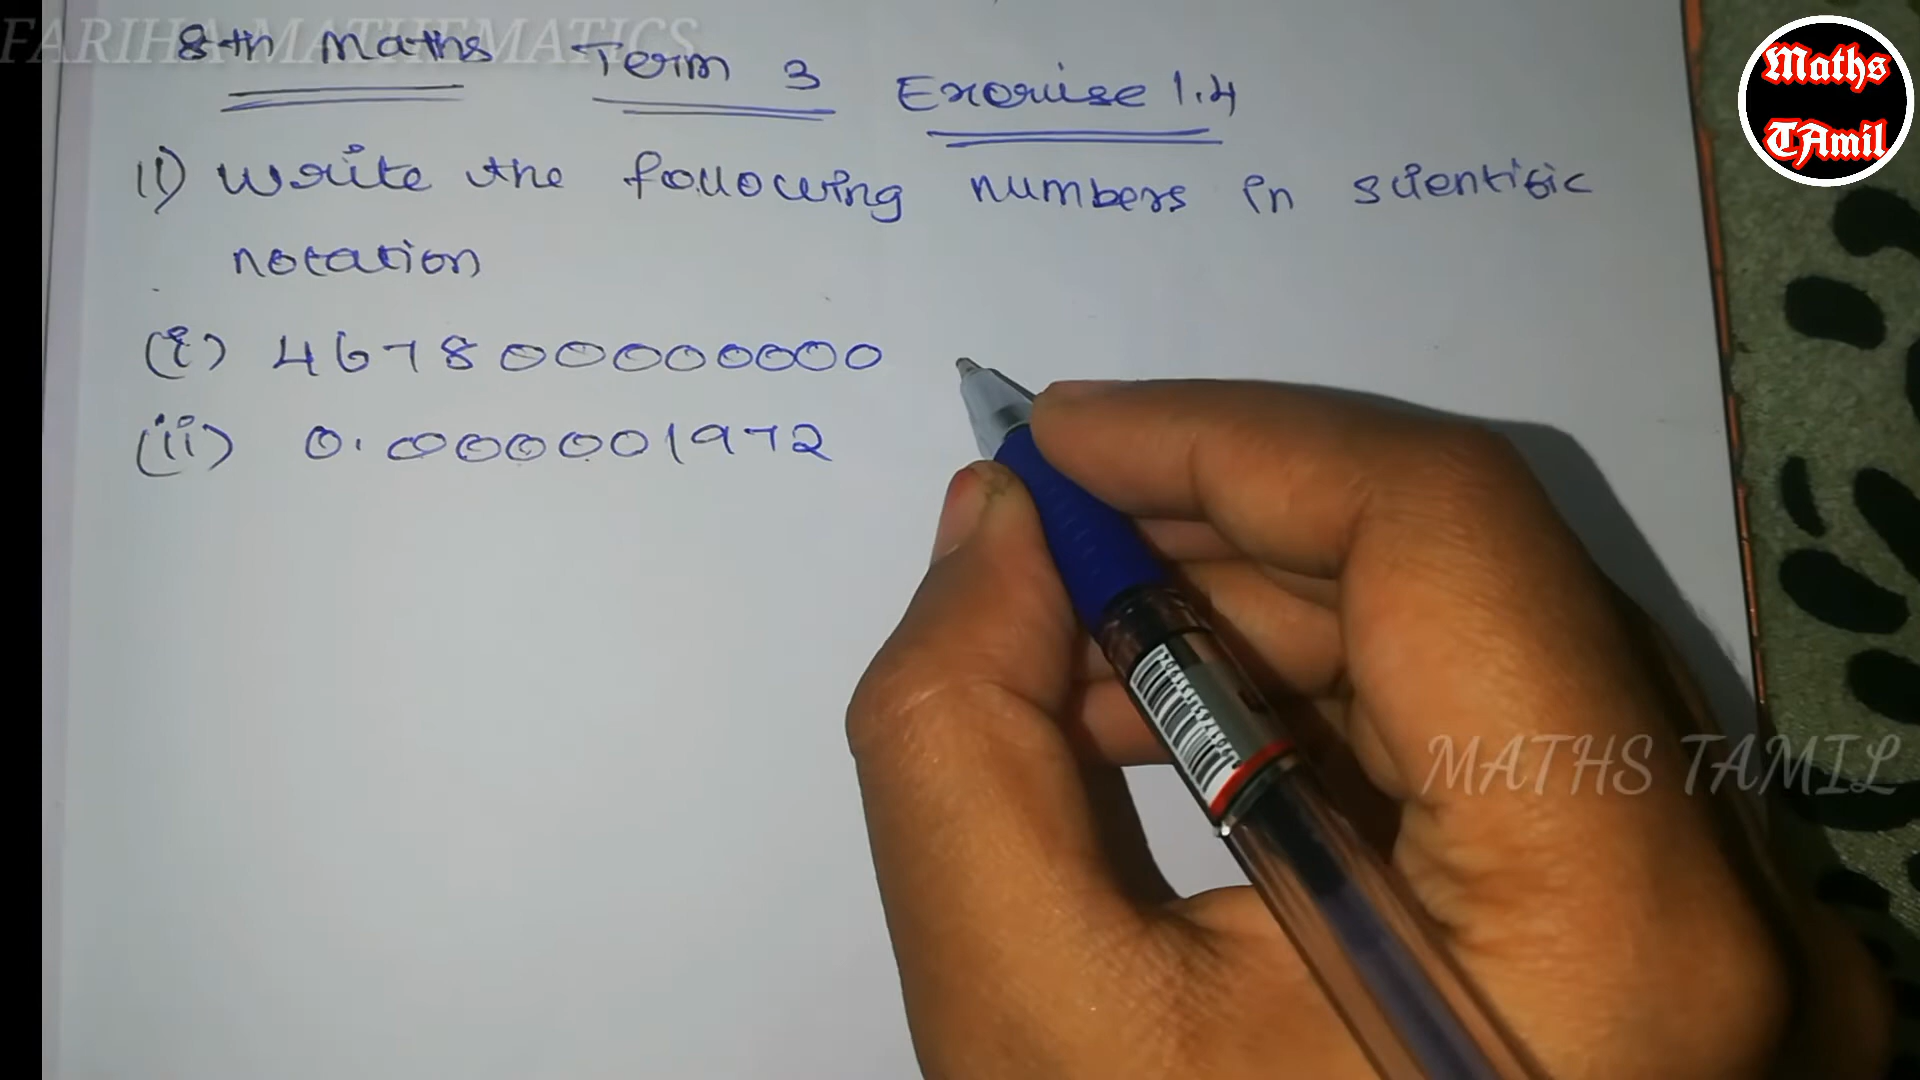 FARIHA MATHEMATICS
8th Maths Term 3 Exercise 1.4
Maths
TAmil
11) Write the following numbers in scientific
notation
(i) 467800000000
(ii) 0.000001972
MATHS TAMIL